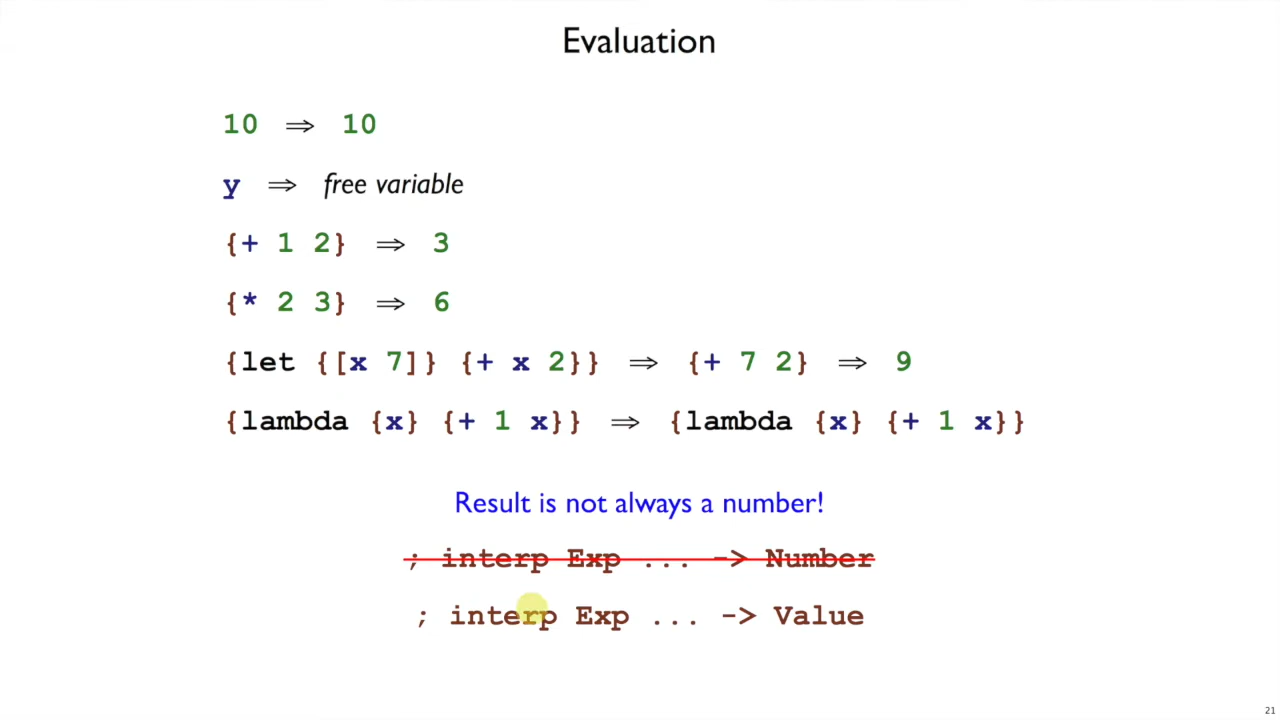 Evaluation
10 ⇒ 10
y ⇒ free variable
{+ 1 2} ⇒ 3
{* 2 3} ⇒ 6
{let {[x 7]} {+ x 2}} ⇒ {+ 7 2} ⇒ 9
{lambda {x} {+ 1 x}} ⇒ {lambda {x} {+ 1 x}}
Result is not always a number!
; interp Exp ... -> Number
; interp Exp ... -> Value
21